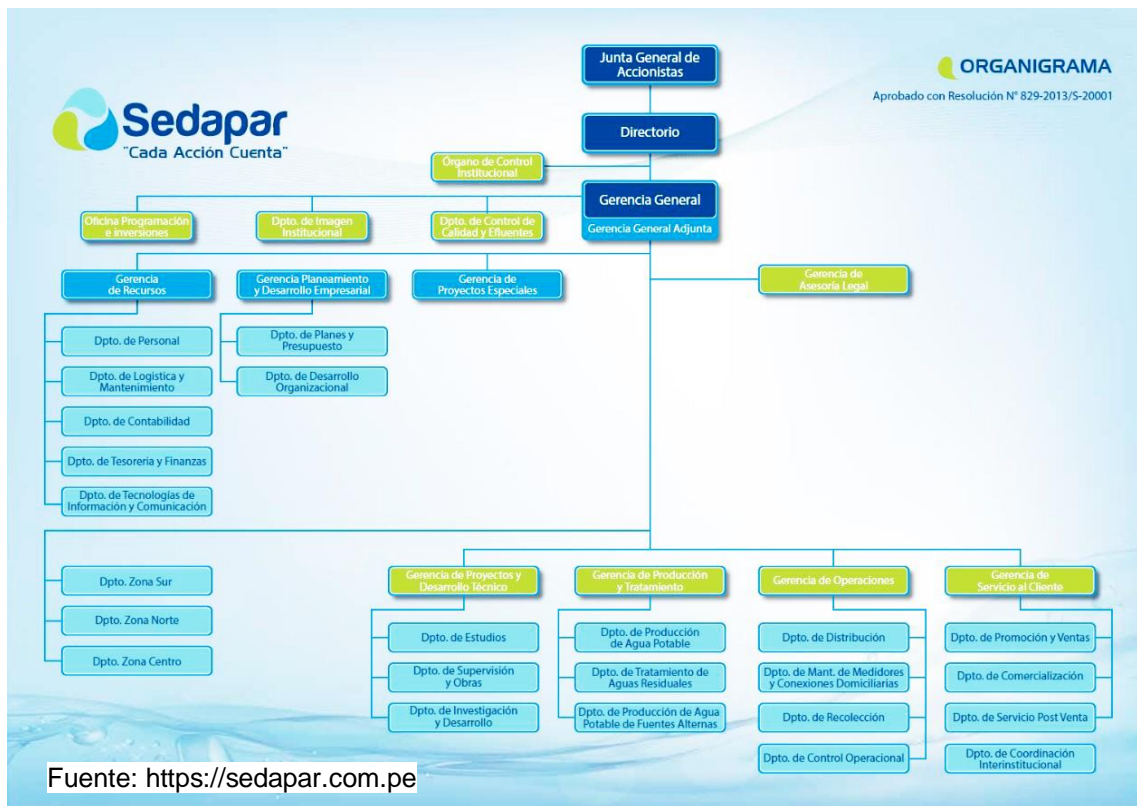 Junta General de
Accionistas
ORGANIGRAMA
Aprobado con Resolución N° 829-2013/S-20001
Sedapar
"Cada Acción Cuenta"
Directorio
Órgano de Control
Institucional
Gerencia General
Gerencia General Adjunta
Oficina Programación
e inversiones
Dpto. de Imagen
Institucional
Dpto. de Control de
Calidad y Efluentes
Gerencia
de Recursos
Gerencia Planeamiento
y Desarrollo Empresarial
Gerencia de
Proyectos Especiales
Gerencia de
Asesoría Legal
Dpto. de Personal
Dpto. de Logística y
Mantenimiento
Dpto. de Contabilidad
Dpto. de Tesoreria y Finanzas
Dpto. de Tecnologías de
Información y Comunicación
Dpto. de Planes y
Presupuesto
Dpto. de Desarrollo
Organizacional
Dpto. Zona Sur
Dpto. Zona Norte
Dpto. Zona Centro
Gerencia de Proyectos y
Desarrollo Técnico
Dpto. de Estudios
Dpto. de Supervisión
y Obras
Dpto. de Investigación
y Desarrollo
Gerencia de Producción
y Tratamiento
Dpto. de Producción
de Agua Potable
Dpto. de Tratamiento de
Aguas Residuales
Dpto. de Producción de Agua
Potable de Fuentes Alternas
Gerencia de Operaciones
Dpto. de Distribución
Dpto. de Mant. de Medidores
y Conexiones Domiciliarias
Dpto. de Recolección
Dpto. de Control Operacional
Gerencia de
Servicio al Cliente
Dpto. de Promoción y Ventas
Dpto. de Comercialización
Dpto. de Servicio Post Venta
Dpto. de Coordinación
Interinstitucional
Fuente: https://sedapar.com.pe